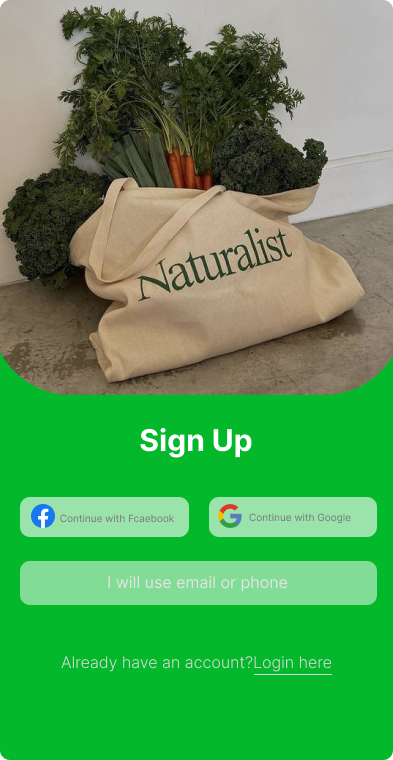 Naturalist
Sign Up
Continue with Fcaebook
Continue with Google
I will use email or phone
Already have an account?Login here